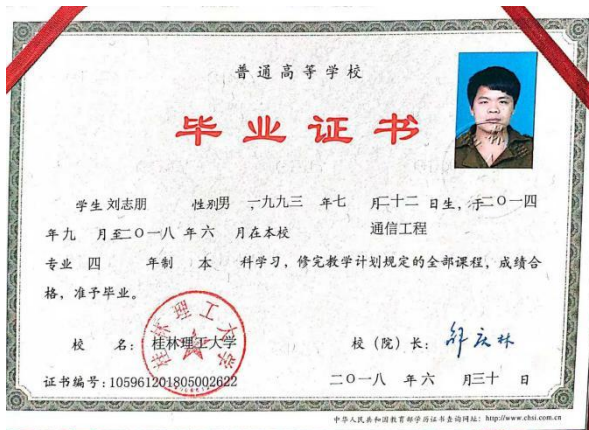 普通高等学校
毕业证书
学生 刘志朋 性别男 ,一九九三 年七 月二十二 日生，于二〇一四
年九 月至二〇一八 年六 月在本校 通信工程
专业 四 年制 本 科学习，修完教学计划规定的全部课程，成绩合
格，准予毕业。
校 名：桂林理工大学
桂林理工大学
校（院）长：
证书编号：105961201805002622
二〇一八 年六 月三十 日
中华人民共和国教育部学历证书查询网址：http://www.chsi.com.cn